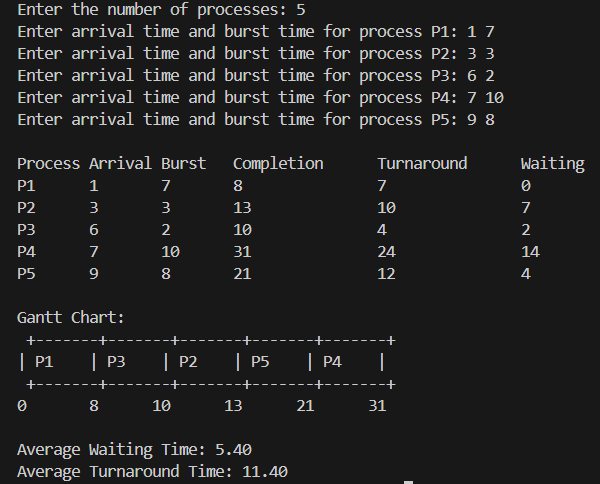 Enter the number of processes: 5
Enter arrival time and burst time for process P1: 1 7
Enter arrival time and burst time for process P2: 3 3
Enter arrival time and burst time for process P3: 6 2
Enter arrival time and burst time for process P4: 7 10
Enter arrival time and burst time for process P5: 9 8

Process Arrival Burst   Completion      Turnaround      Waiting
P1      1       7       8               7               0
P2      3       3       13              10              7
P3      6       2       10              4               2
P4      7       10      31              24              14
P5      9       8       21              12              4

Gantt Chart:
 +-------+-------+-------+-------+-------+
| P1    | P3    | P2    | P5    | P4    |
 +-------+-------+-------+-------+-------+
0       8      10      13      21      31

Average Waiting Time: 5.40
Average Turnaround Time: 11.40